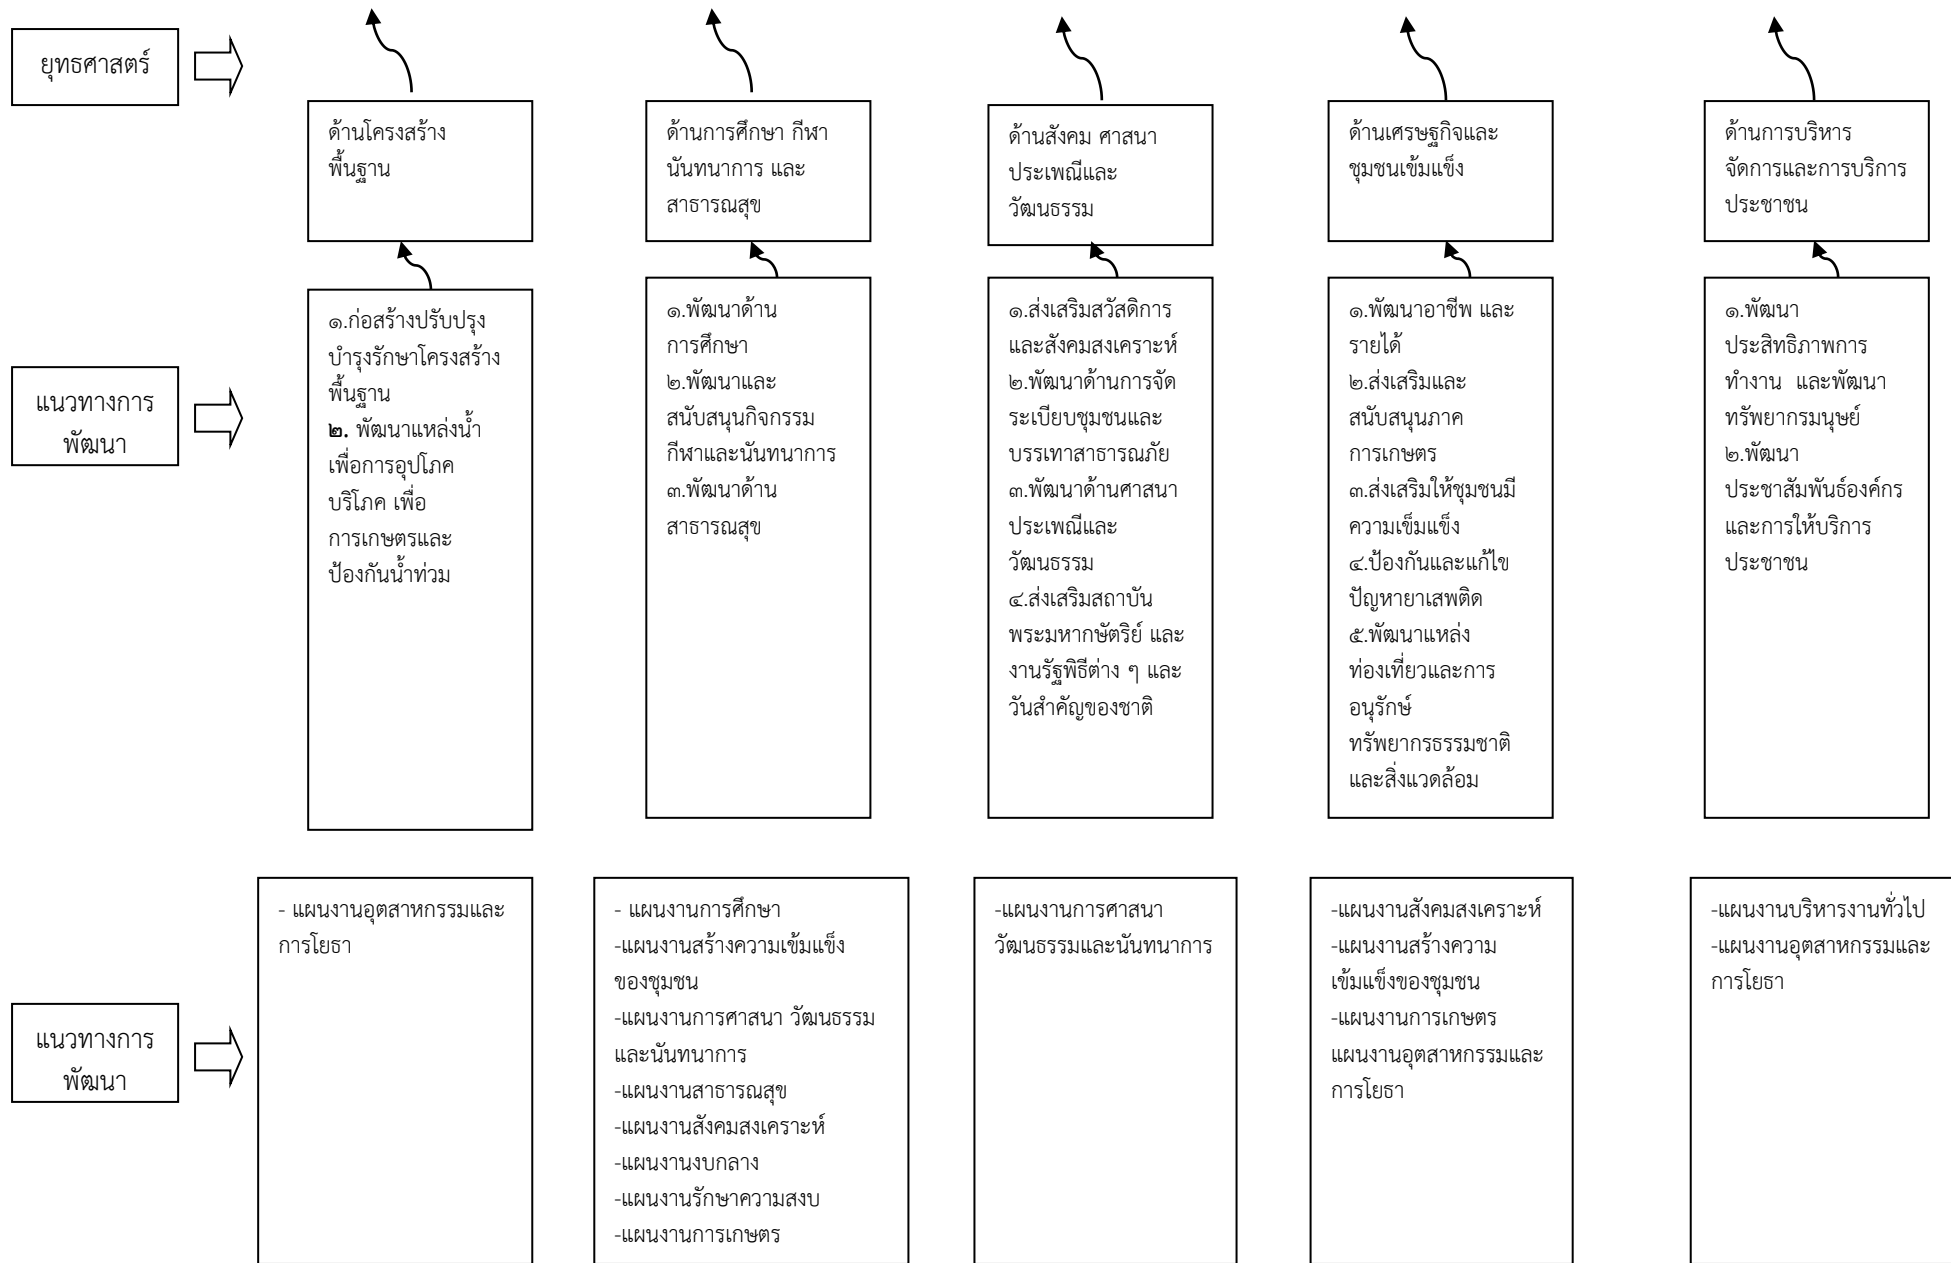 ยุทธศาสตร์
ด้านโครงสร้าง
พื้นฐาน
ด้านการศึกษา กีฬา
นันทนาการ และ
สาธารณสุข
ด้านสังคม ศาสนา
ประเพณีและ
วัฒนธรรม
ด้านเศรษฐกิจและ
ชุมชนเข้มแข็ง
ด้านการบริหาร
จัดการและการบริการ
ประชาชน
แนวทางการ
พัฒนา
๑.ก่อสร้างปรับปรุง
บำรุงรักษาโครงสร้าง
พื้นฐาน
๒. พัฒนาแหล่งน้ำ
เพื่อการอุปโภค
บริโภค เพื่อ
การเกษตรและ
ป้องกันน้ำท่วม
๑.พัฒนาด้าน
การศึกษา
๒.พัฒนาและ
สนับสนุนกิจกรรม
กีฬาและนันทนาการ
๓.พัฒนาด้าน
สาธารณสุข
๑.ส่งเสริมสวัสดิการ
และสังคมสงเคราะห์
๒.พัฒนาด้านการจัด
ระเบียบชุมชนและ
บรรเทาสาธารณภัย
๓.พัฒนาด้านศาสนา
ประเพณีและ
วัฒนธรรม
๔.ส่งเสริมสถาบัน
พระมหากษัตริย์ และ
งานรัฐพิธีต่าง ๆ และ
วันสำคัญของชาติ
๑.พัฒนาอาชีพ และ
รายได้
๒.ส่งเสริมและ
สนับสนุนภาค
การเกษตร
๓.ส่งเสริมให้ชุมชนมี
ความเข็มแข็ง
๔.ป้องกันและแก้ไข
ปัญหายาเสพติด
๕.พัฒนาแหล่ง
ท่องเที่ยวและการ
อนุรักษ์
ทรัพยากรธรรมชาติ
และสิ่งแวดล้อม
๑.พัฒนา
ประสิทธิภาพการ
ทำงาน และพัฒนา
ทรัพยากรมนุษย์
๒.พัฒนา
ประชาสัมพันธ์องค์กร
และการให้บริการ
ประชาชน
แนวทางการ
พัฒนา
- แผนงานอุตสาหกรรมและ
การโยธา
- แผนงานการศึกษา
-แผนงานสร้างความเข้มแข็ง
ของชุมชน
-แผนงานการศาสนา วัฒนธรรม
และนันทนาการ
-แผนงานสาธารณสุข
-แผนงานสังคมสงเคราะห์
-แผนงานงบกลาง
-แผนงานรักษาความสงบ
-แผนงานการเกษตร
-แผนงานการศาสนา
วัฒนธรรมและนันทนาการ
-แผนงานสังคมสงเคราะห์
-แผนงานสร้างความ
เข้มแข็งของชุมชน
-แผนงานการเกษตร
แผนงานอุตสาหกรรมและ
การโยธา
-แผนงานบริหารงานทั่วไป
-แผนงานอุตสาหกรรมและ
การโยธา